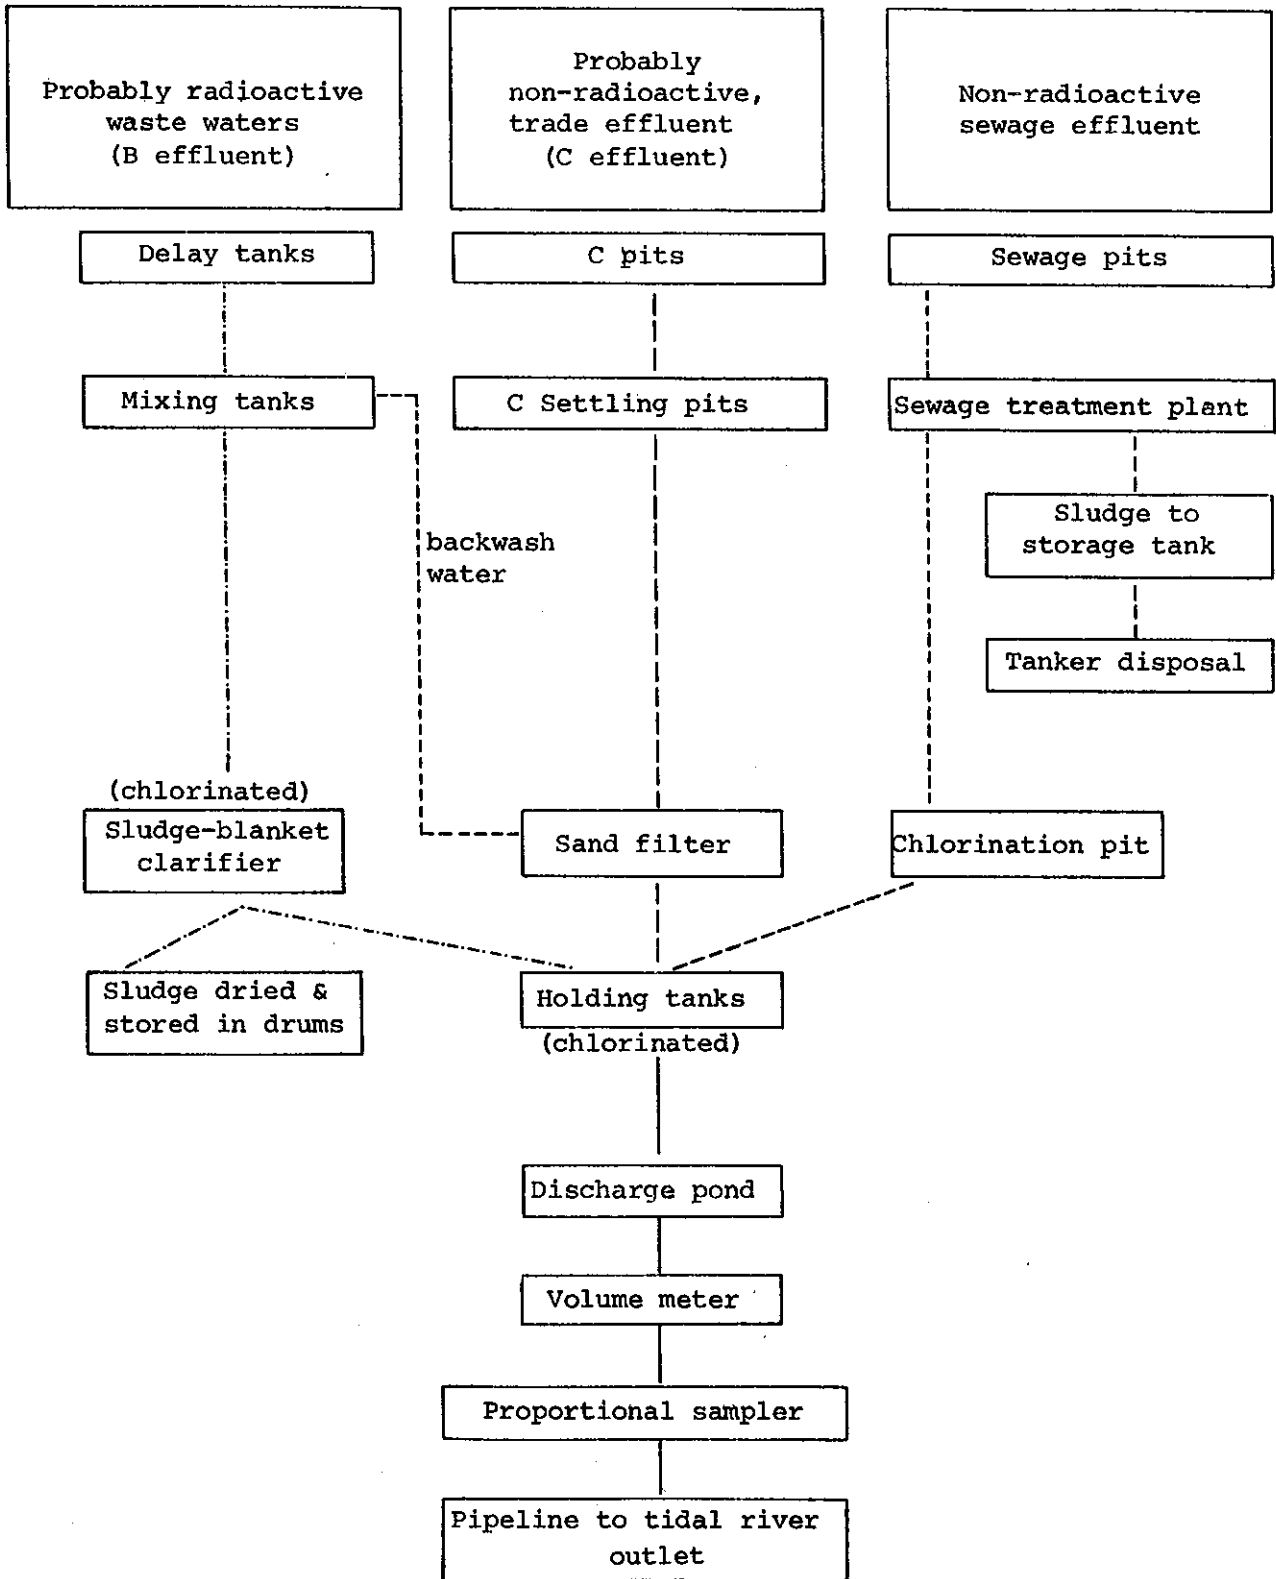 Probably radioactive
waste waters
(B effluent)
Probably
non-radioactive,
trade effluent
(C effluent)
Non-radioactive
sewage effluent
Delay tanks
C pits
Sewage pits
Mixing tanks
C Settling pits
Sewage treatment plant
Sludge to
storage tank
backwash
water
Tanker disposal
(chlorinated)
Sludge-blanket
clarifier
Sand filter
Chlorination pit
Sludge dried &
stored in drums
Holding tanks
(chlorinated)
Discharge pond
Volume meter
Proportional sampler
Pipeline to tidal river
outlet